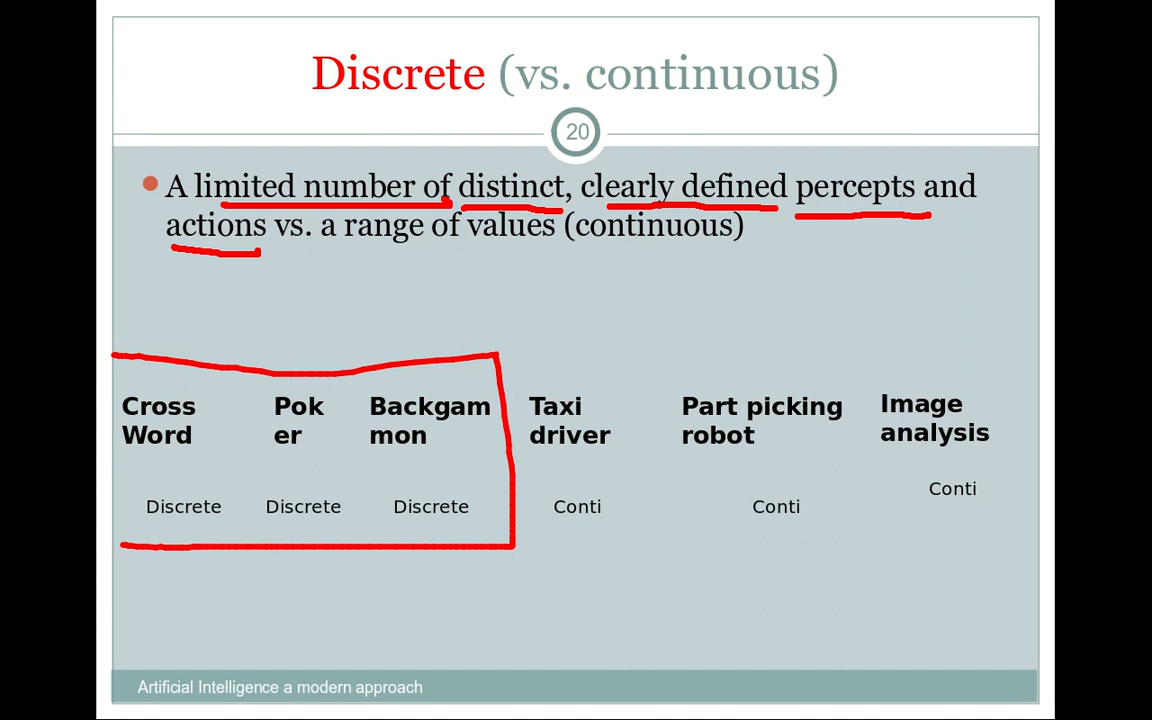 Discrete (vs. continuous)
20
A limited number of distinct, clearly defined percepts and
actions vs. a range of values (continuous)
Cross
Word
Pok
er
Backgam
mon
Taxi
driver
Part picking
robot
Image
analysis
Discrete
Discrete
Discrete
Conti
Conti
Conti
Artificial Intelligence a modern approach